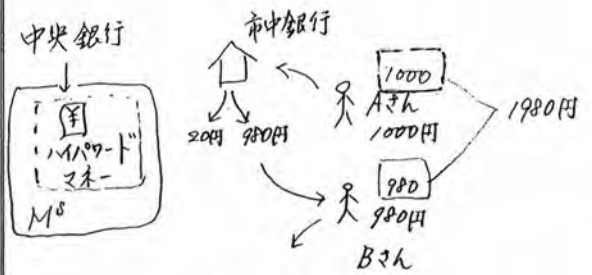 中央銀行
¥
ハイパワード
マネー
Mˢ
市中銀行
20円 980円
1000
Aさん
1000円
980
980円
Bさん
1980円